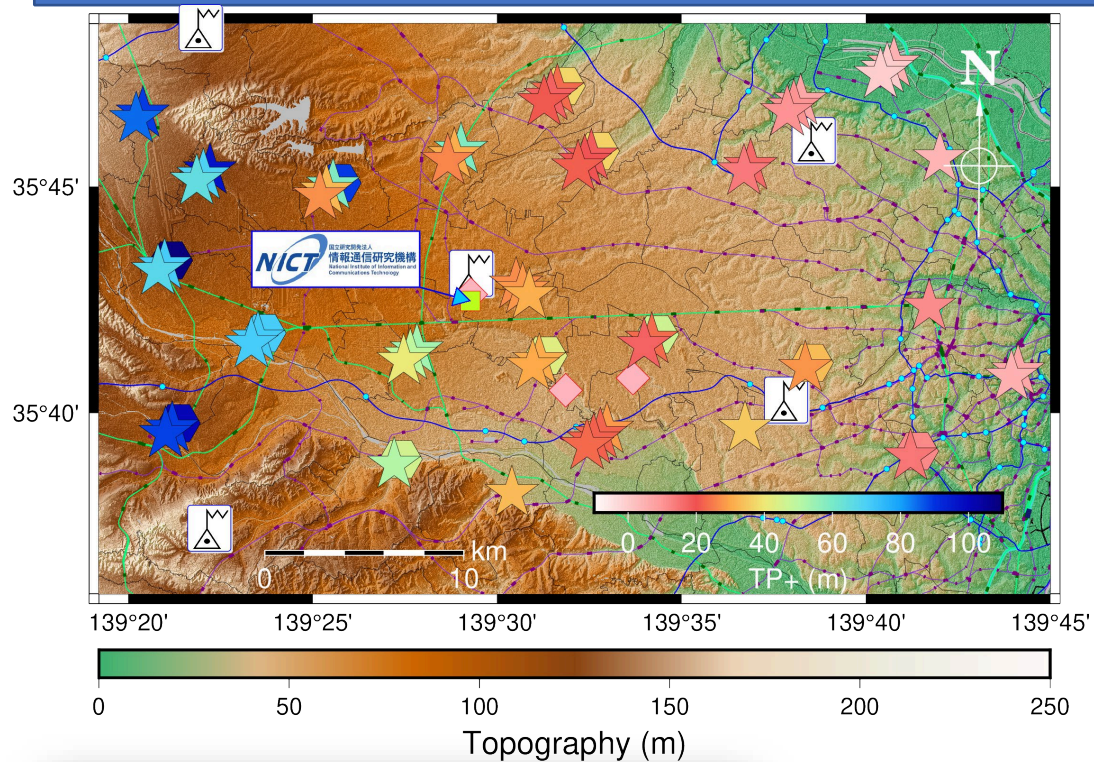 N
35°45'
NICT
国立研究開発法人
情報通信研究機構
National Institute of Information and
Communications Technology
35°40'
0 20 40 60 80 100
TP+ (m)
km
0 10
139°20' 139°25' 139°30' 139°35' 139°40' 139°45'
0 50 100 150 200 250
Topography (m)